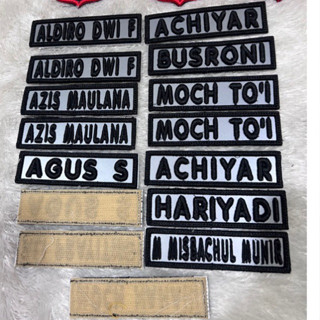 ALDIRO DWI F
ACHIYAR
ALDIRO DWI F
BUSRONI
AZIS MAULANA
MOCH TO'I
AZIS MAULANA
MOCH TO'I
AGUS S
ACHIYAR
HARIYADI
M MISBACHUL MUNIR